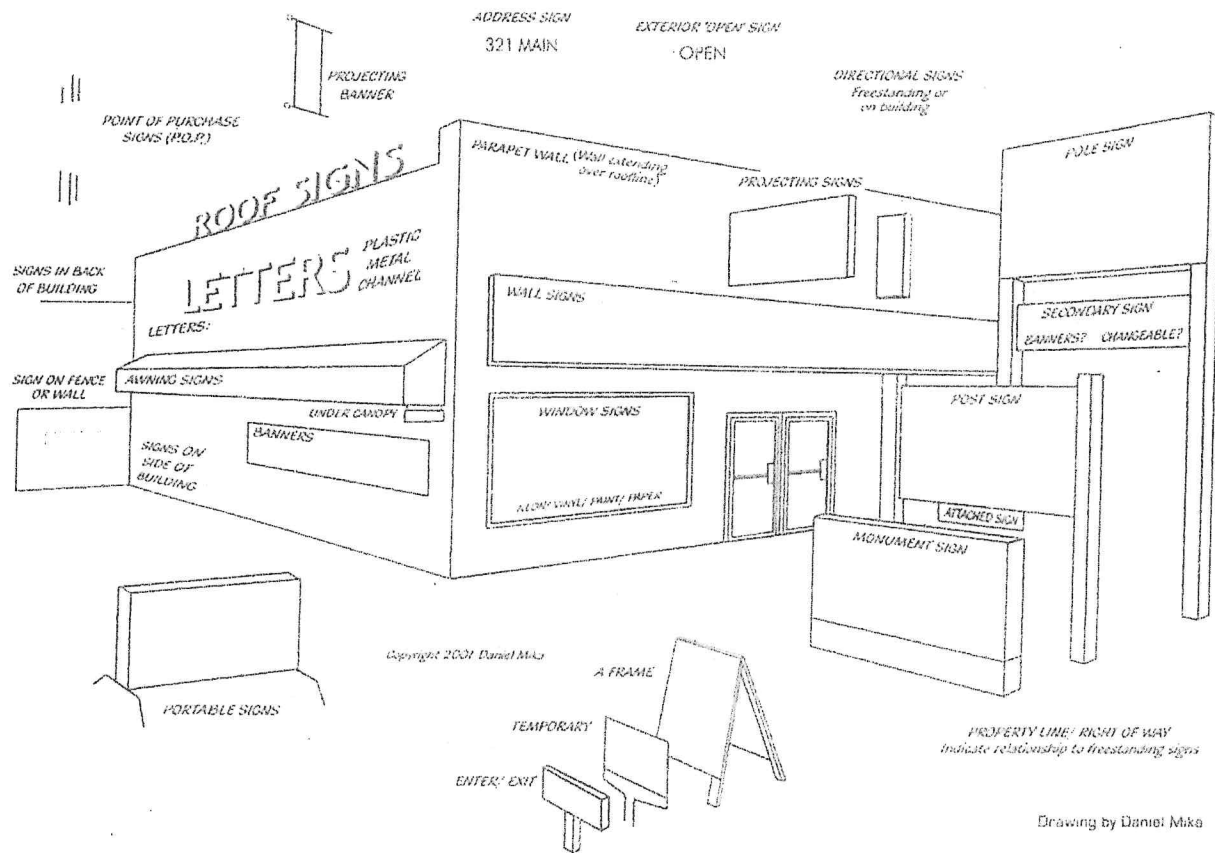 ADDRESS SIGN
321 MAIN
EXTERIOR 'OPEN' SIGN
OPEN
PROJECTING
BANNER
DIRECTIONAL SIGNS
Freestanding or
on building
POINT OF PURCHASE
SIGNS (P.O.P.)
PARAPET WALL (Wall extending
over roofline)
POLE SIGN
PROJECTING SIGNS
ROOF SIGNS
LETTERS
PLASTIC
METAL
CHANNEL
SIGNS IN BACK
OF BUILDING
WALL SIGNS
SECONDARY SIGN
BANNERS? CHANGEABLE?
LETTERS:
AWNING SIGNS
SIGN ON FENCE
OR WALL
UNDER CANOPY
WINDOW SIGNS
POST SIGN
BANNERS
SIGNS ON
SIDE OF
BUILDING
NEON/ VINYL/ PAINT/ PAPER
ATTACHED SIGN
MONUMENT SIGN
Copyright 2001 Daniel Mika
A FRAME
PORTABLE SIGNS
TEMPORARY
PROPERTY LINE/ RIGHT OF WAY
Indicate relationship to freestanding signs
ENTER/ EXIT
Drawing by Daniel Mika